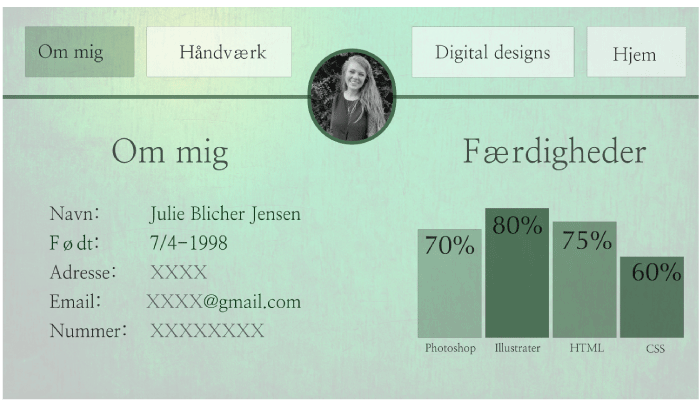 Om mig
Håndværk
Digital designs
Hjem
Om mig
Navn: Julie Blicher Jensen
Født: 7/4-1998
Adresse: XXXX
Email: XXXX@gmail.com
Nummer: XXXXXXXX
Færdigheder
70%
80%
75%
60%
Photoshop
Illustrater
HTML
CSS